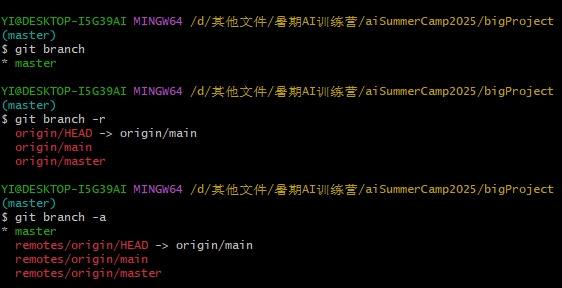 YI@DESKTOP-I5G39AI MINGW64 /d/其他文件/暑期AI训练营/aiSummerCamp2025/bigProject
(master)
$ git branch
* master
YI@DESKTOP-I5G39AI MINGW64 /d/其他文件/暑期AI训练营/aiSummerCamp2025/bigProject
(master)
$ git branch -r
  origin/HEAD -> origin/main
  origin/main
  origin/master
YI@DESKTOP-I5G39AI MINGW64 /d/其他文件/暑期AI训练营/aiSummerCamp2025/bigProject
(master)
$ git branch -a
* master
  remotes/origin/HEAD -> origin/main
  remotes/origin/main
  remotes/origin/master